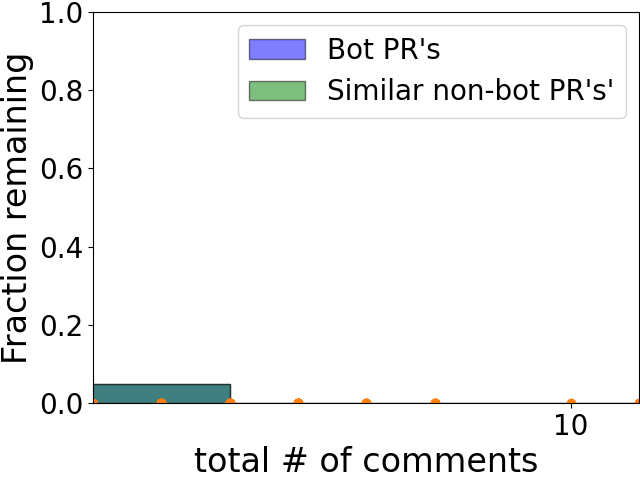 1.0
0.8
0.6
0.4
0.2
0.0
Fraction remaining
Bot PR's
Similar non-bot PR's'
10
total # of comments